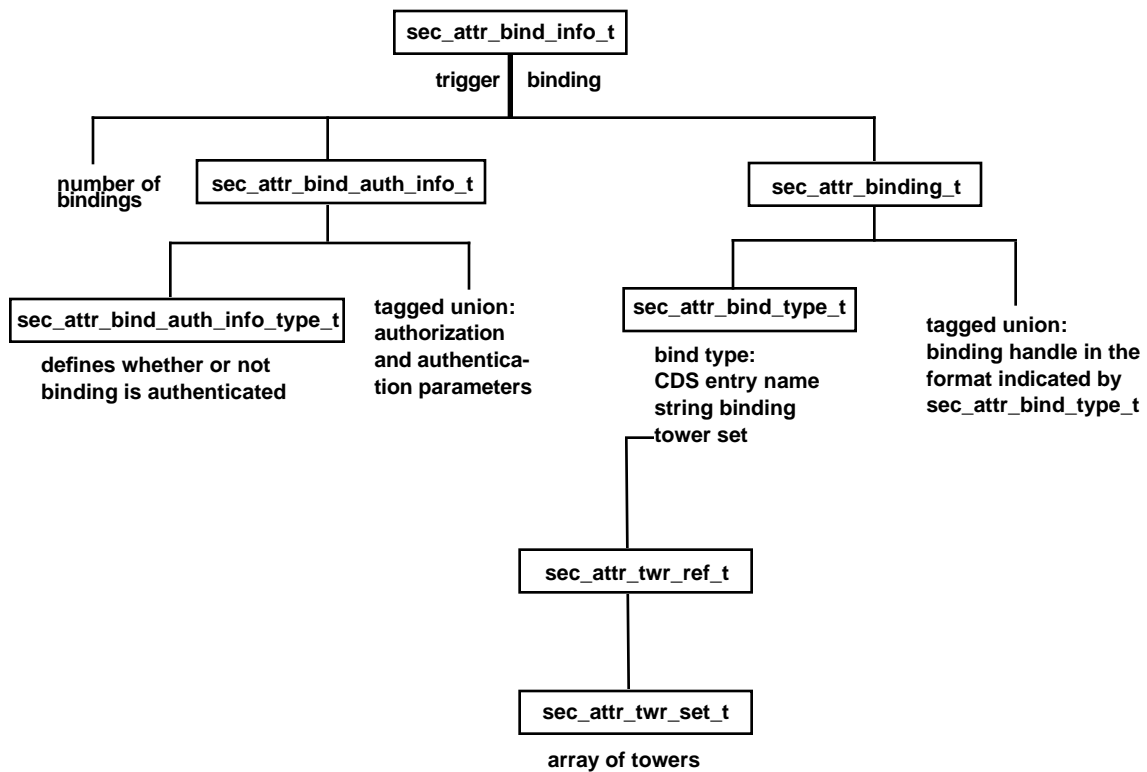 sec_attr_bind_info_t
trigger binding
number of
bindings
sec_attr_bind_auth_info_t
sec_attr_binding_t
sec_attr_bind_auth_info_type_t
defines whether or not
binding is authenticated
tagged union:
authorization
and authentica-
tion parameters
sec_attr_bind_type_t
bind type:
CDS entry name
string binding
tower set
tagged union:
binding handle in the
format indicated by
sec_attr_bind_type_t
sec_attr_twr_ref_t
sec_attr_twr_set_t
array of towers